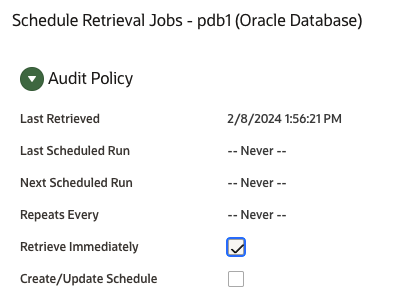 Schedule Retrieval Jobs - pdb1 (Oracle Database)
Audit Policy
Last Retrieved 2/8/2024 1:56:21 PM
Last Scheduled Run -- Never --
Next Scheduled Run -- Never --
Repeats Every -- Never --
Retrieve Immediately
Create/Update Schedule